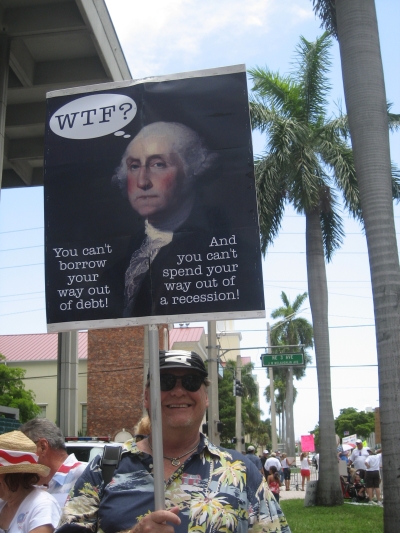 WTF?
You can't
borrow
your
way out
of debt!
And
you can't
spend your
way out of
a recession!